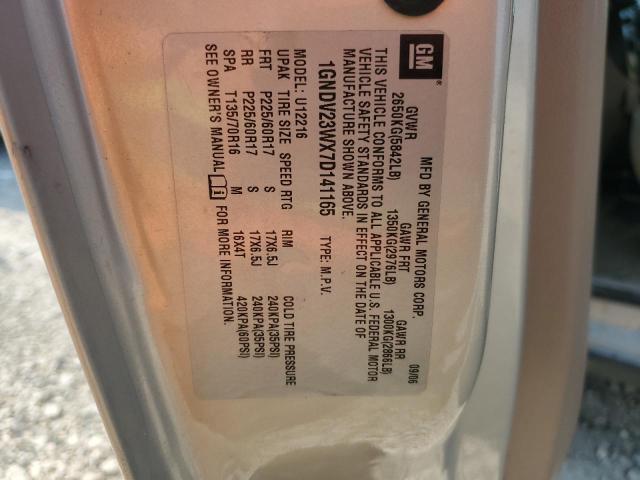 GM
®
MFD BY GENERAL MOTORS CORP. 09/06
GVWR GAWR FRT GAWR RR
2650KG(5842LB) 1350KG(2976LB) 1300KG(2866LB)
THIS VEHICLE CONFORMS TO ALL APPLICABLE U.S. FEDERAL MOTOR
VEHICLE SAFETY STANDARDS IN EFFECT ON THE DATE OF
MANUFACTURE SHOWN ABOVE.
1GNDV23WX7D141165 TYPE: M.P.V.
MODEL: U12216
UPAK TIRE SIZE SPEED RTG RIM COLD TIRE PRESSURE
FRT P225/60R17 S 17X6.5J 240KPA(35PSI)
RR P225/60R17 S 17X6.5J 240KPA(35PSI)
SPA T135/70R16 M 16X4T 420KPA(60PSI)
SEE OWNER'S MANUAL FOR MORE INFORMATION.